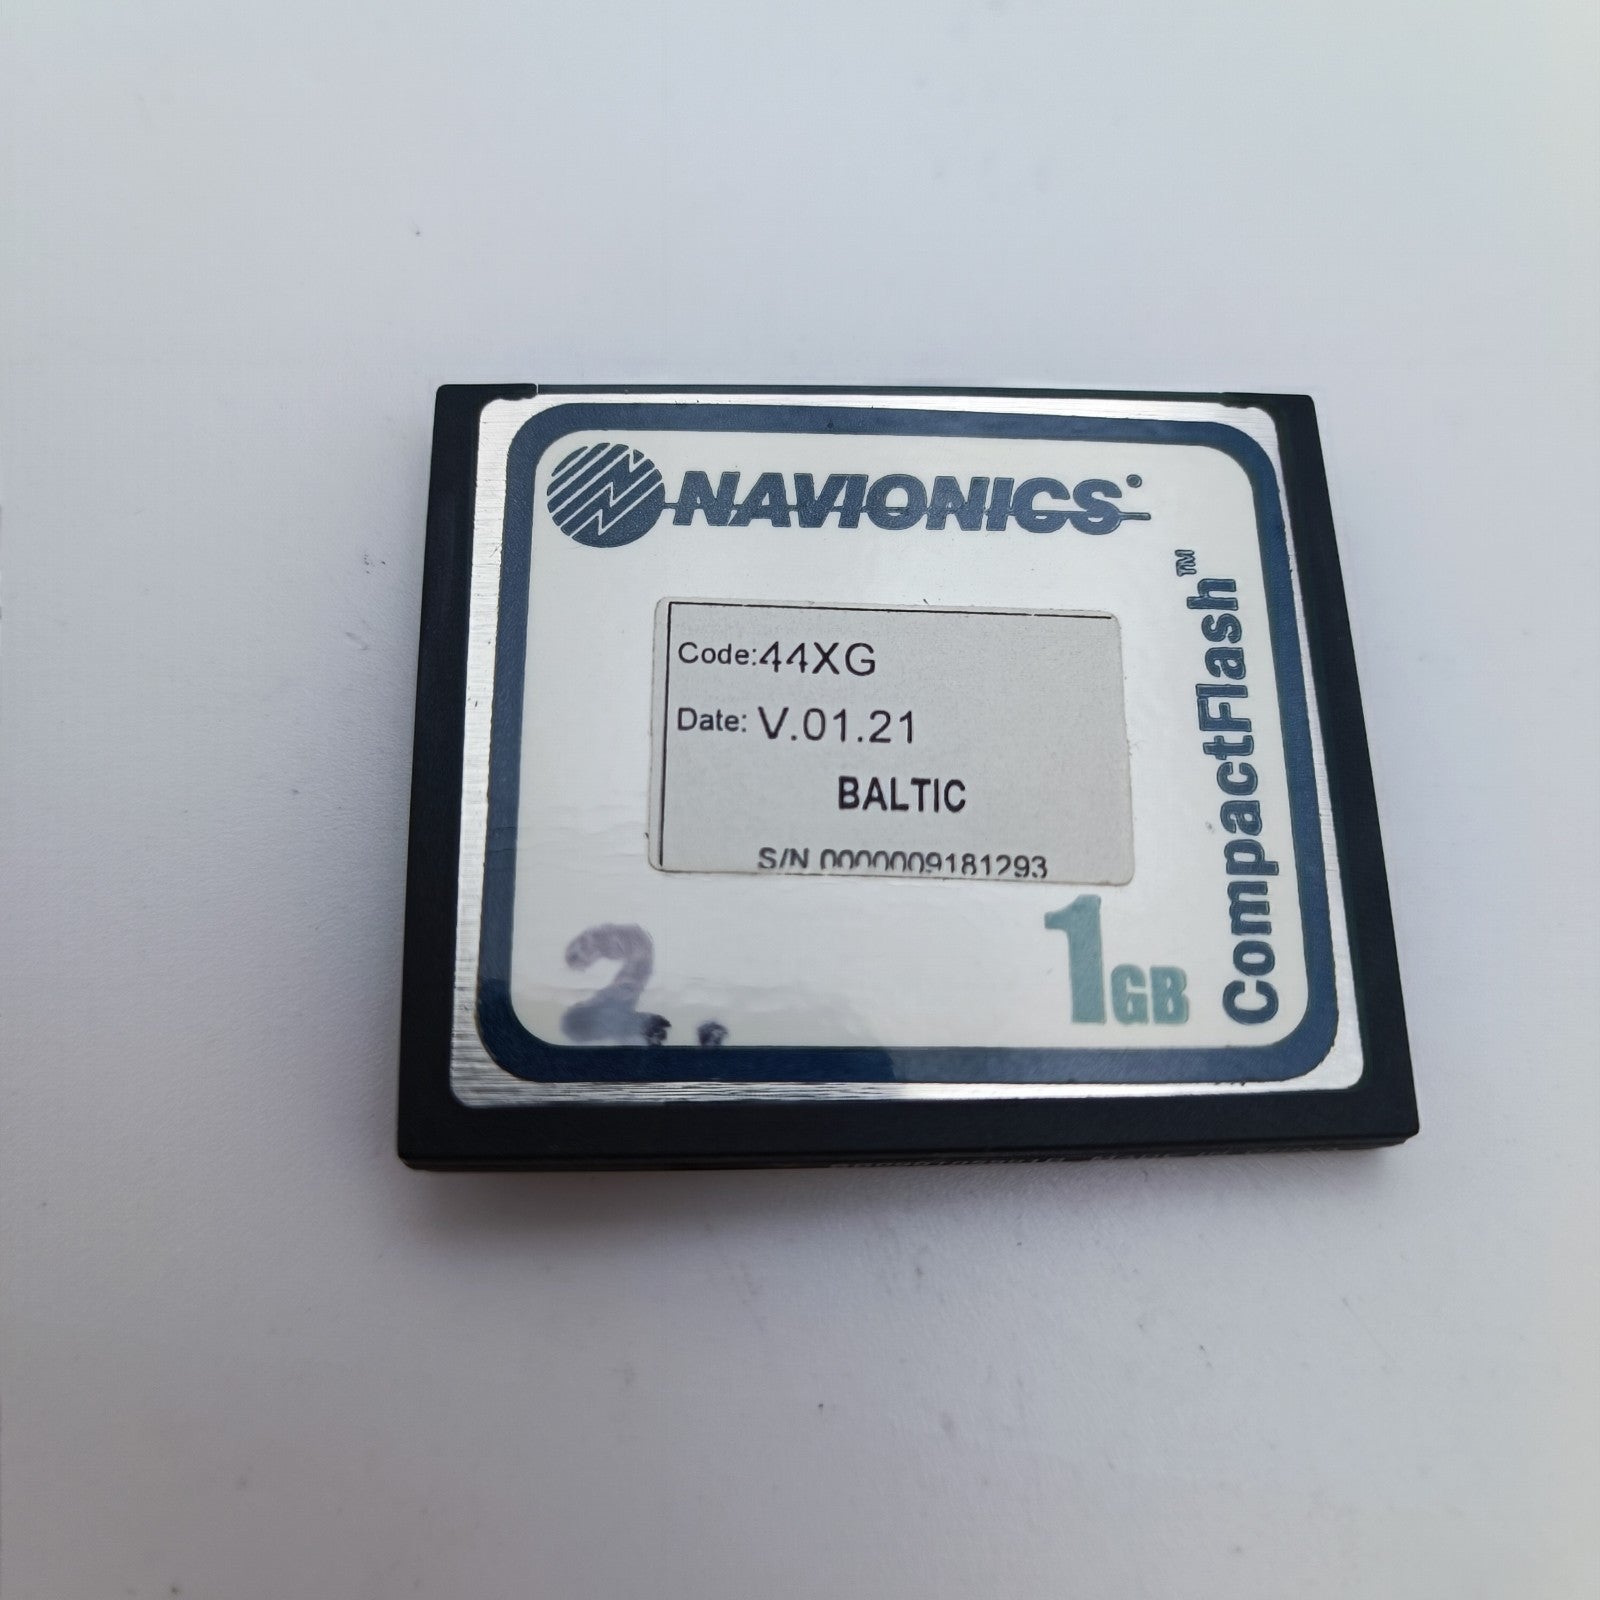 NAVIONICS®
CompactFlash™
Code:44XG
Date: V.01.21
BALTIC
S/N 0000009181293
2.
1GB